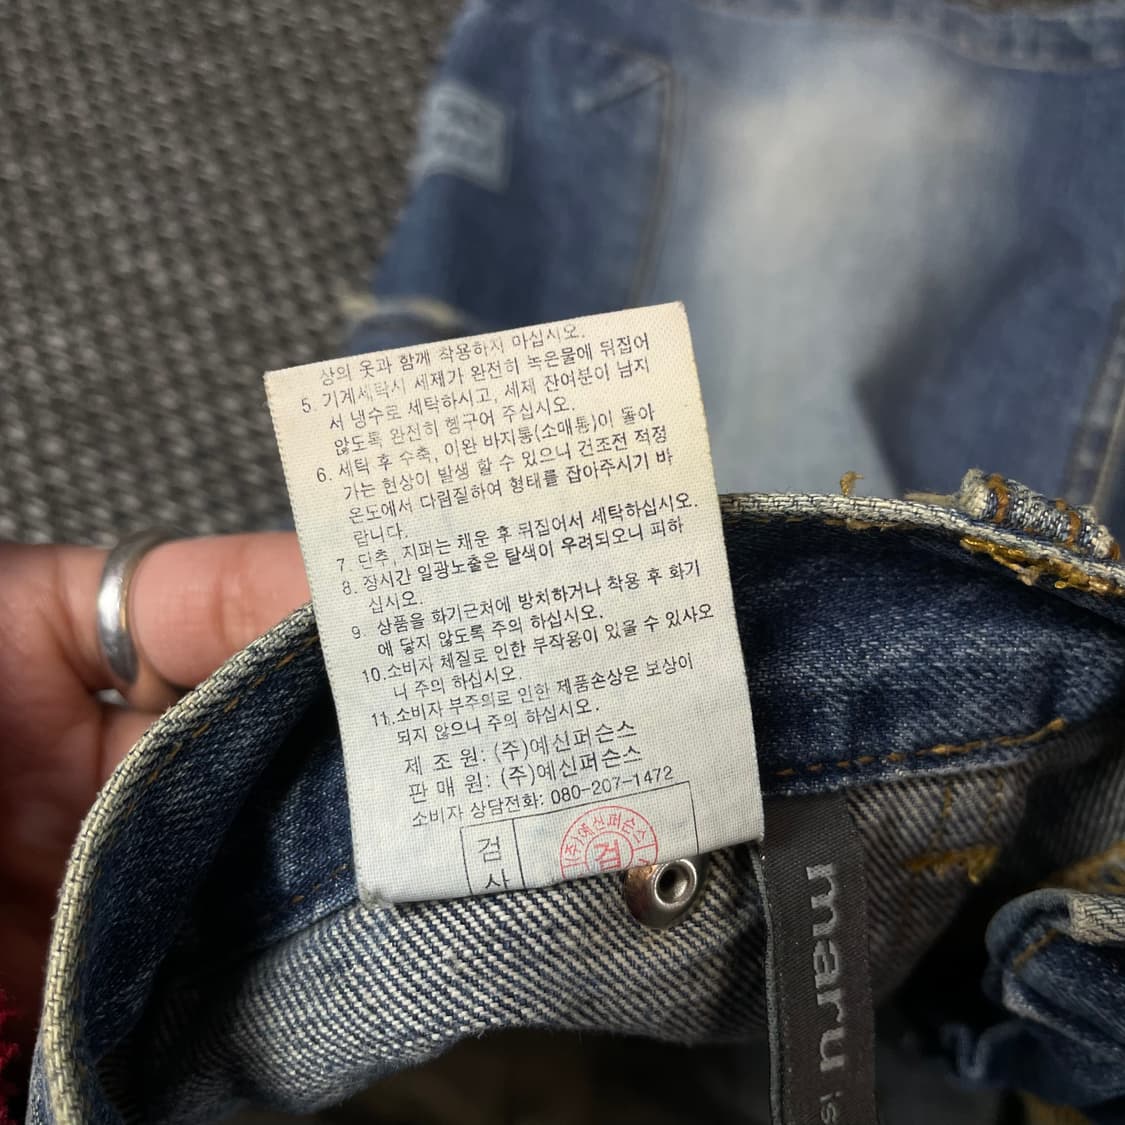 상의 옷과 함께 착용하지 마십시오.
5. 기계세탁시 세제가 완전히 녹은물에 뒤집어
서 냉수로 세탁하시고, 세제 잔여분이 남지
않도록 완전히 헹구어 주십시오.
6. 세탁 후 수축, 이완 바지통(소매통)이 돌아
가는 현상이 발생 할 수 있으니 건조전 적정
온도에서 다림질하여 형태를 잡아주시기 바
랍니다.
7. 단추, 지퍼는 채운 후 뒤집어서 세탁하십시오.
8. 장시간 일광노출은 탈색이 우려되오니 피하
십시오.
9. 상품을 화기근처에 방치하거나 착용 후 화기
에 닿지 않도록 주의 하십시오.
10.소비자 체질로 인한 부작용이 있을 수 있사오
니 주의 하십시오.
11.소비자 부주의로 인한 제품손상은 보상이
되지 않으니 주의 하십시오.
제 조 원: (주)예신퍼슨스
판 매 원: (주)예신퍼슨스
소비자 상담전화: 080-207-1472
검
사
(주)예신퍼슨스
검
maru is